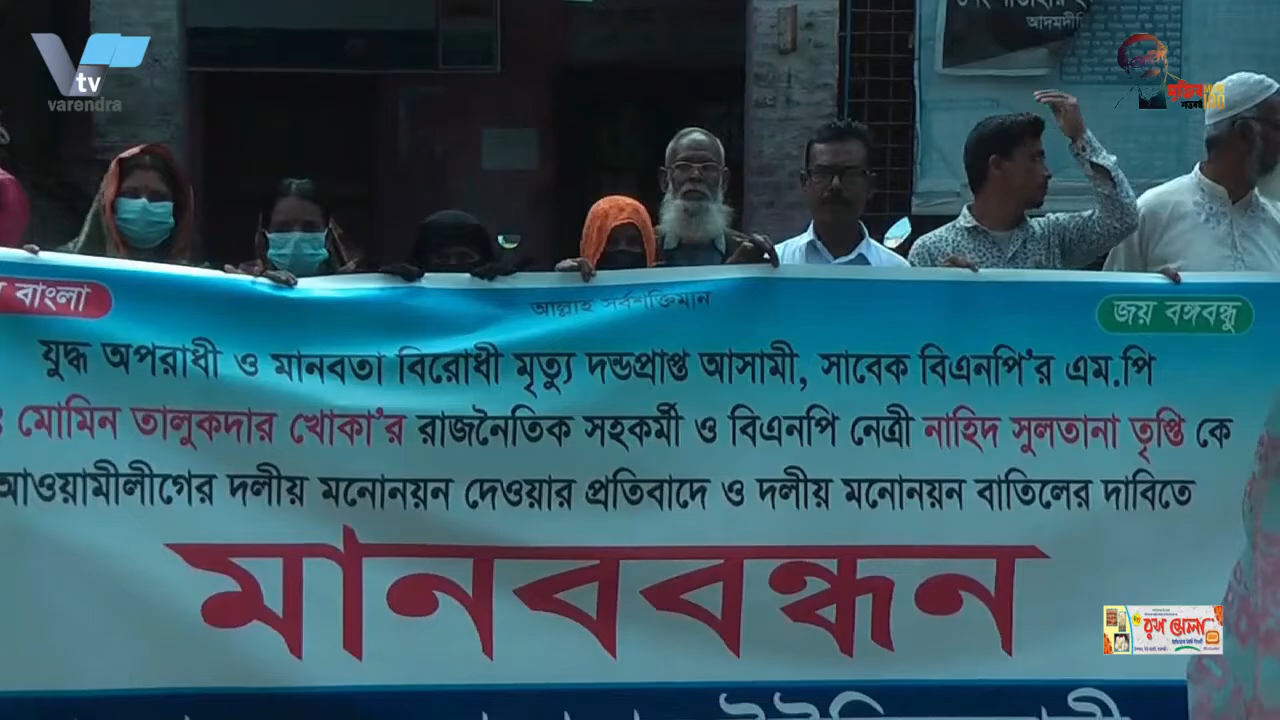 tv
varendra
আদমদীঘি
বাংলা
আল্লাহ সর্বশক্তিমান
জয় বঙ্গবন্ধু
যুদ্ধ অপরাধী ও মানবতা বিরোধী মৃত্যু দন্ডপ্রাপ্ত আসামী, সাবেক বিএনপি'র এম.পি
মোমিন তালুকদার খোকা'র রাজনৈতিক সহকর্মী ও বিএনপি নেত্রী নাহিদ সুলতানা তৃপ্তি কে
আওয়ামীলীগের দলীয় মনোনয়ন দেওয়ার প্রতিবাদে ও দলীয় মনোনয়ন বাতিলের দাবিতে
মানববন্ধন